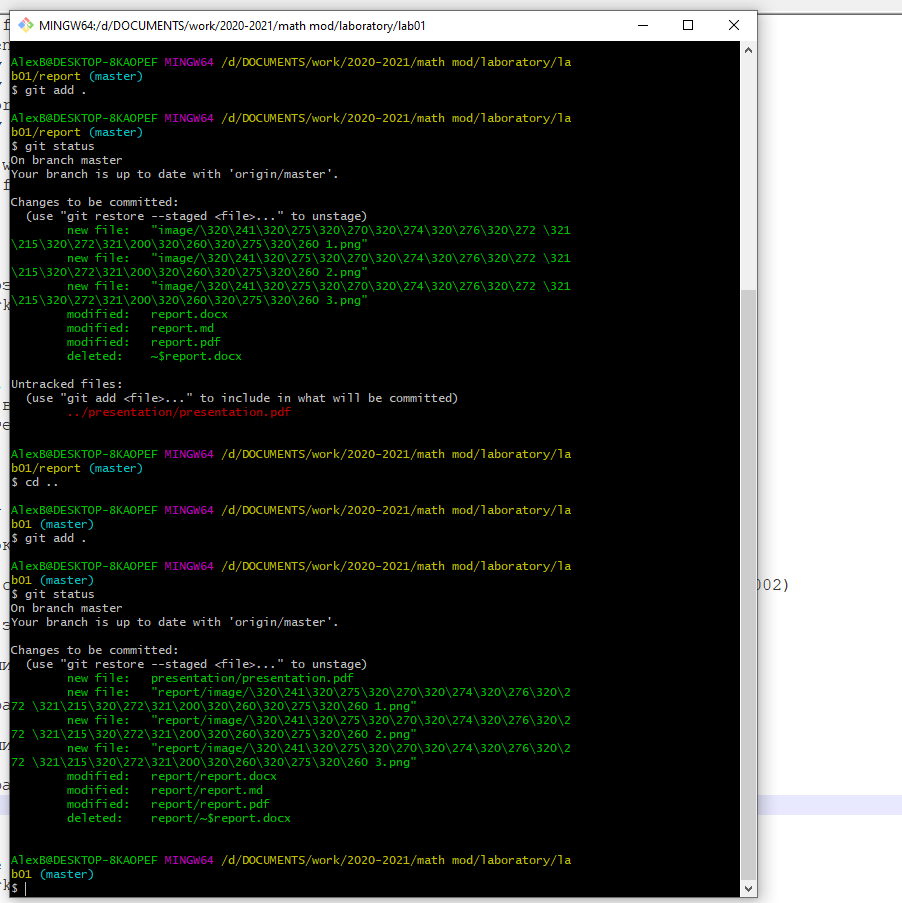 MINGW64:/d/DOCUMENTS/work/2020-2021/math mod/laboratory/lab01
AlexB@DESKTOP-8KAOPEF MINGW64 /d/DOCUMENTS/work/2020-2021/math mod/laboratory/la
b01/report (master)
$ git add .
AlexB@DESKTOP-8KAOPEF MINGW64 /d/DOCUMENTS/work/2020-2021/math mod/laboratory/la
b01/report (master)
$ git status
On branch master
Your branch is up to date with 'origin/master'.
Changes to be committed:
(use "git restore --staged <file>..." to unstage)
new file: "image/\320\241\320\275\320\270\320\274\320\276\320\272 \321
\215\320\272\321\200\320\260\320\275\320\260 1.png"
new file: "image/\320\241\320\275\320\270\320\274\320\276\320\272 \321
\215\320\272\321\200\320\260\320\275\320\260 2.png"
new file: "image/\320\241\320\275\320\270\320\274\320\276\320\272 \321
\215\320\272\321\200\320\260\320\275\320\260 3.png"
modified: report.docx
modified: report.md
modified: report.pdf
deleted: ~$report.docx
Untracked files:
(use "git add <file>..." to include in what will be committed)
../presentation/presentation.pdf
AlexB@DESKTOP-8KAOPEF MINGW64 /d/DOCUMENTS/work/2020-2021/math mod/laboratory/la
b01/report (master)
$ cd ..
AlexB@DESKTOP-8KAOPEF MINGW64 /d/DOCUMENTS/work/2020-2021/math mod/laboratory/la
b01 (master)
$ git add .
AlexB@DESKTOP-8KAOPEF MINGW64 /d/DOCUMENTS/work/2020-2021/math mod/laboratory/la
b01 (master)
$ git status
On branch master
Your branch is up to date with 'origin/master'.
Changes to be committed:
(use "git restore --staged <file>..." to unstage)
new file: presentation/presentation.pdf
new file: "report/image/\320\241\320\275\320\270\320\274\320\276\320\2
72 \321\215\320\272\321\200\320\260\320\275\320\260 1.png"
new file: "report/image/\320\241\320\275\320\270\320\274\320\276\320\2
72 \321\215\320\272\321\200\320\260\320\275\320\260 2.png"
new file: "report/image/\320\241\320\275\320\270\320\274\320\276\320\2
72 \321\215\320\272\321\200\320\260\320\275\320\260 3.png"
modified: report/report.docx
modified: report/report.md
modified: report/report.pdf
deleted: report/~$report.docx
AlexB@DESKTOP-8KAOPEF MINGW64 /d/DOCUMENTS/work/2020-2021/math mod/laboratory/la
b01 (master)
$
002)